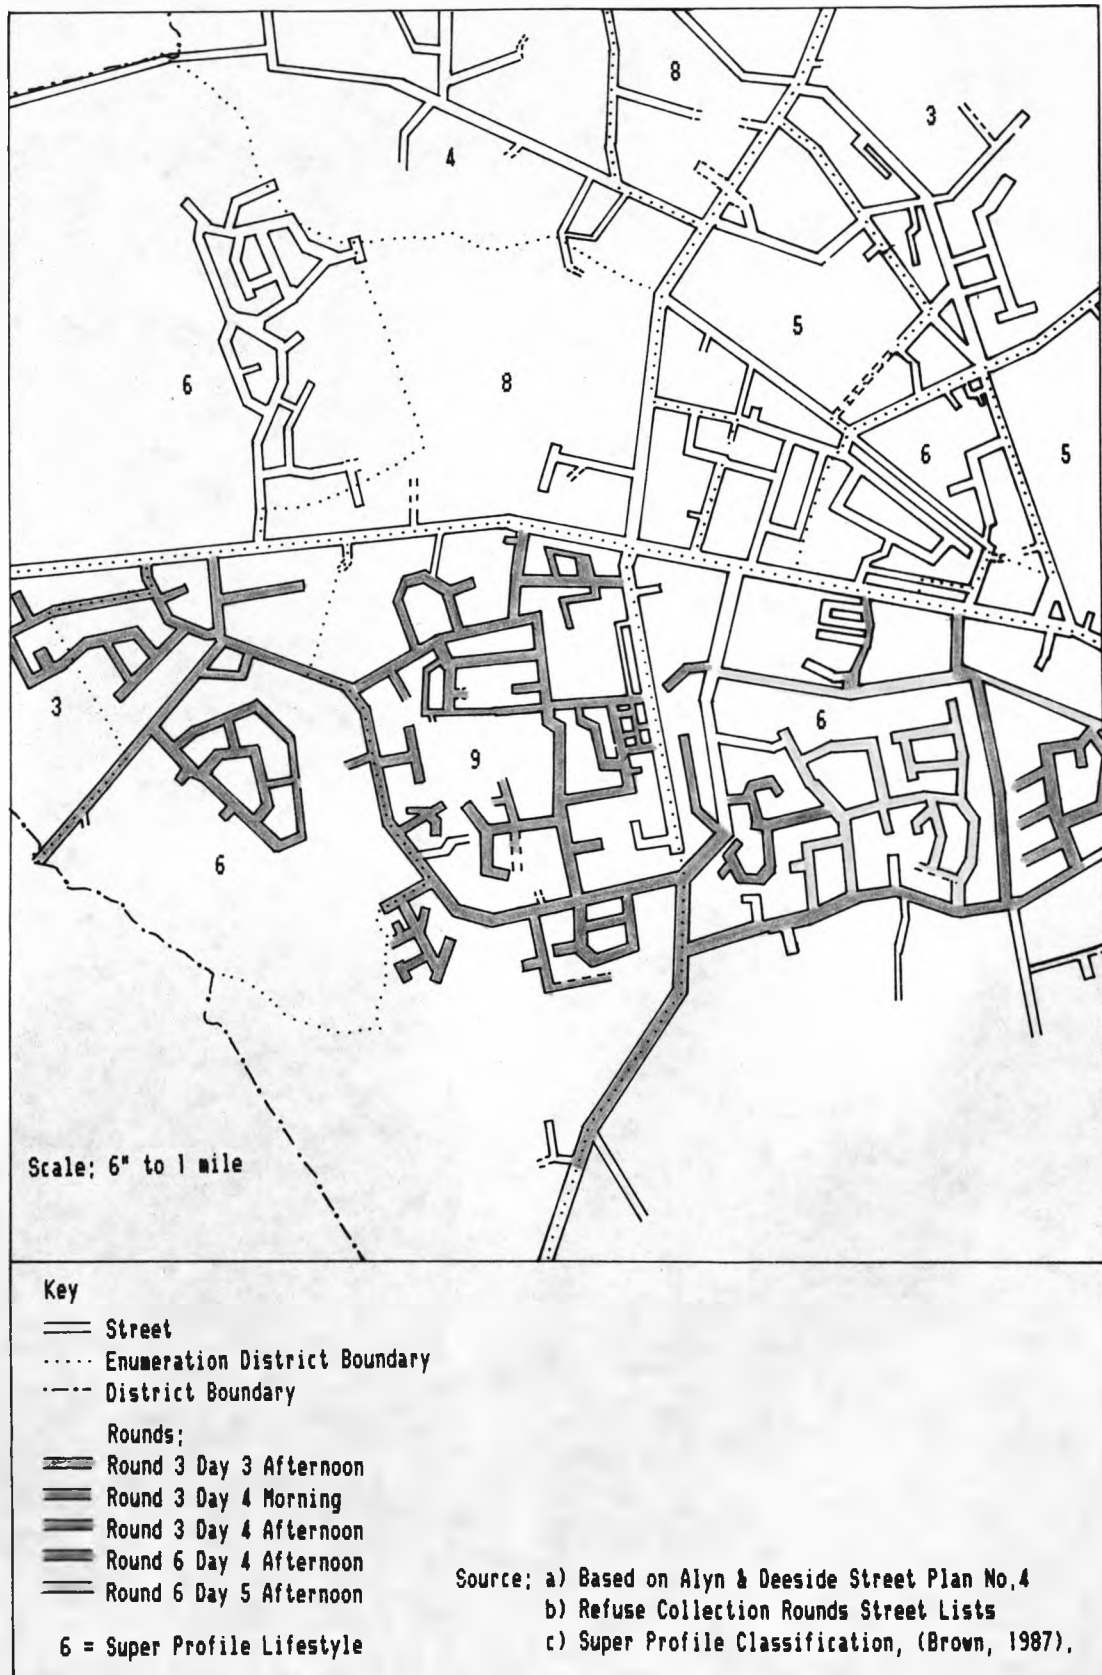 8
3
4
5
6
8
6
5
3
6
9
6
Scale; 6" to 1 mile
Key
Street
Enumeration District Boundary
District Boundary
Rounds;
Round 3 Day 3 Afternoon
Round 3 Day 4 Morning
Round 3 Day 4 Afternoon
Round 6 Day 4 Afternoon
Round 6 Day 5 Afternoon
6 = Super Profile Lifestyle
Source; a) Based on Alyn & Deeside Street Plan No.4
b) Refuse Collection Rounds Street Lists
c) Super Profile Classification, (Brown, 1987).